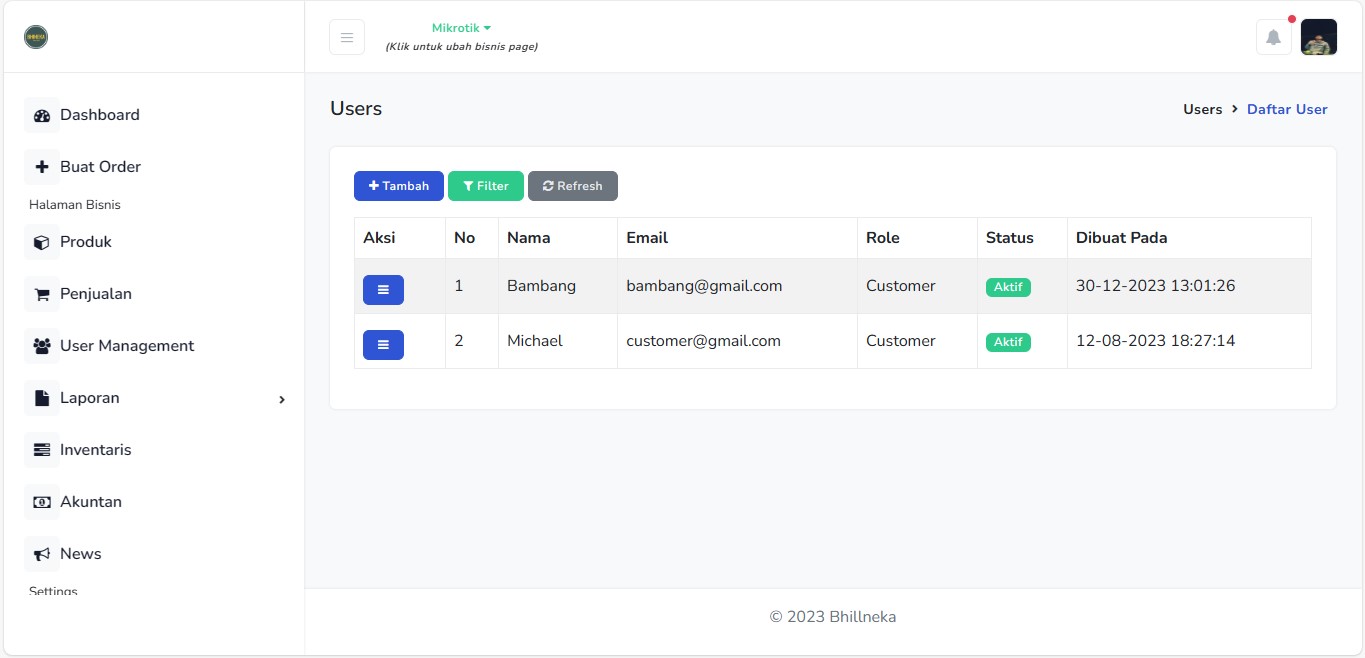 Mikrotik
(Klik untuk ubah bisnis page)
Dashboard
Buat Order
Halaman Bisnis
Produk
Penjualan
User Management
Laporan
Inventaris
Akuntan
News
Settings
Users
Users > Daftar User
Tambah Filter Refresh
Aksi No Nama Email Role Status Dibuat Pada
1 Bambang bambang@gmail.com Customer Aktif 30-12-2023 13:01:26
2 Michael customer@gmail.com Customer Aktif 12-08-2023 18:27:14
© 2023 Bhillneka